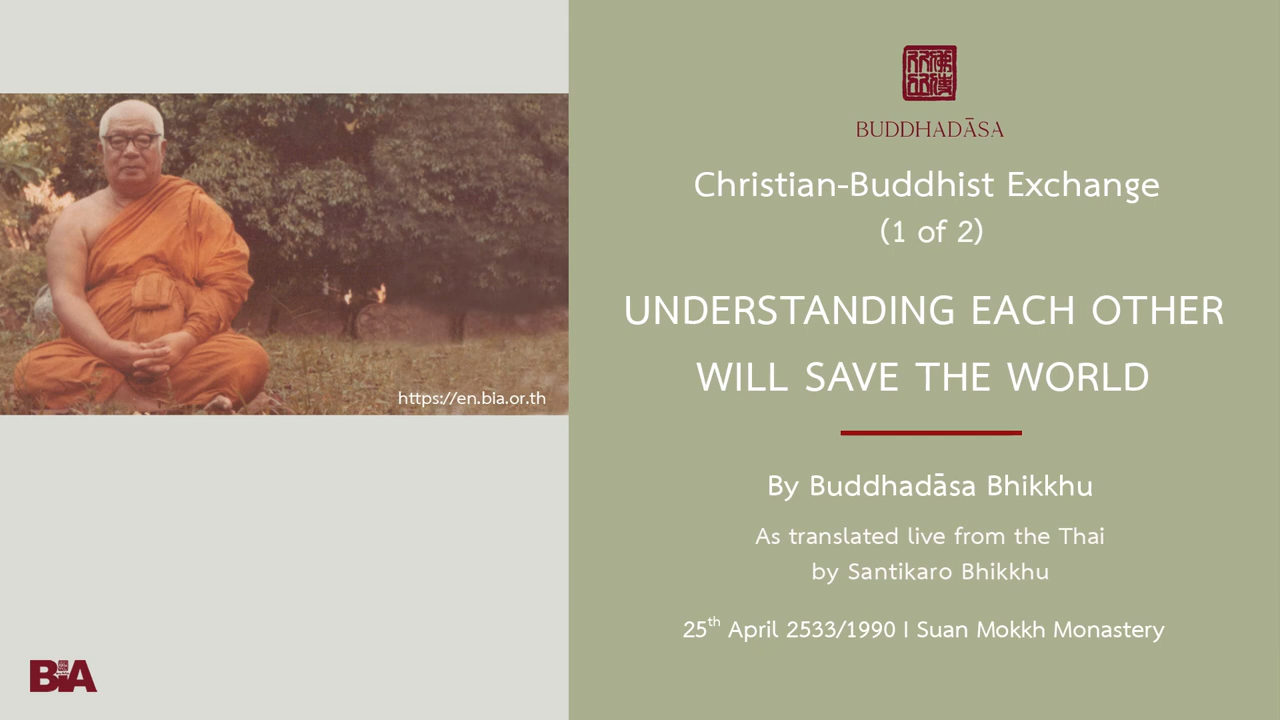 BUDDHADĀSA
Christian-Buddhist Exchange
(1 of 2)
UNDERSTANDING EACH OTHER
WILL SAVE THE WORLD
By Buddhadāsa Bhikkhu
As translated live from the Thai
by Santikaro Bhikkhu
25th April 2533/1990 I Suan Mokkh Monastery
https://en.bia.or.th
BIA